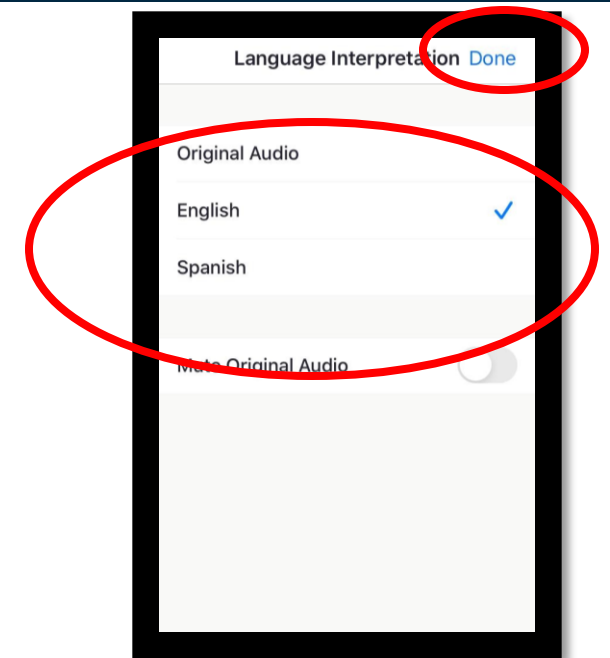 Language Interpretation Done
Original Audio
English
Spanish
Mute Original Audio